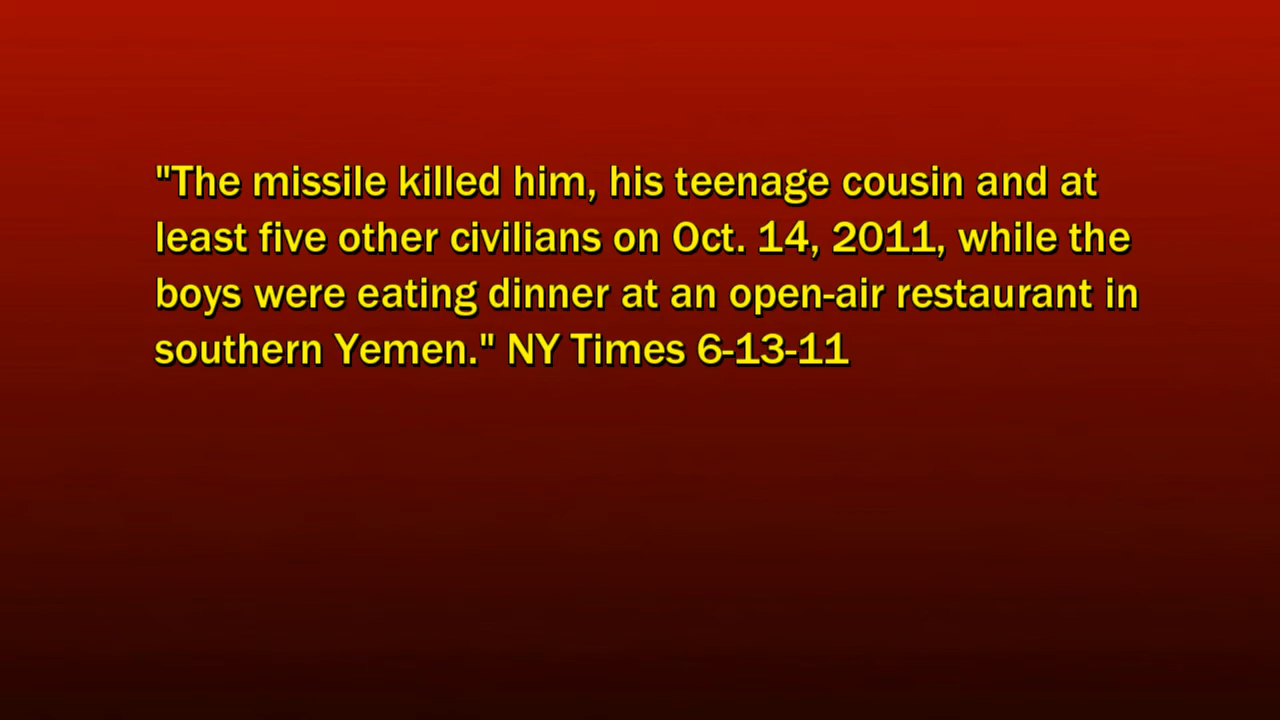 "The missile killed him, his teenage cousin and at
least five other civilians on Oct. 14, 2011, while the
boys were eating dinner at an open-air restaurant in
southern Yemen." NY Times 6-13-11